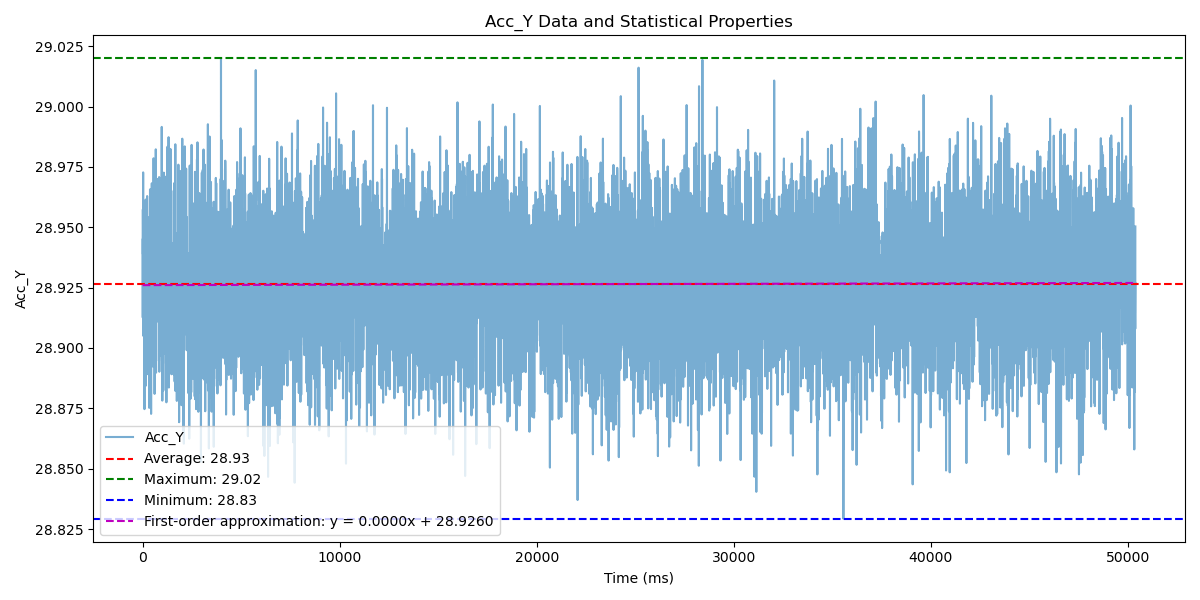 Acc_Y Data and Statistical Properties
29.025
29.000
28.975
28.950
28.925
28.900
28.875
28.850
28.825
Acc_Y
Acc_Y
Average: 28.93
Maximum: 29.02
Minimum: 28.83
First-order approximation: y = 0.0000x + 28.9260
0 10000 20000 30000 40000 50000
Time (ms)